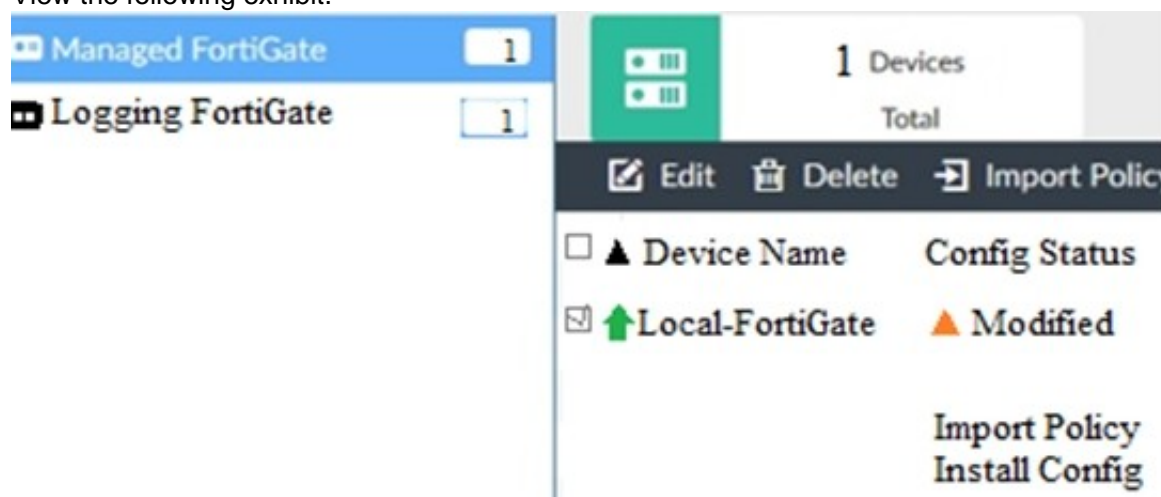 View the following exhibit:
Managed FortiGate 1
Logging FortiGate 1
1 Devices
Total
Edit Delete Import Policy
Device Name Config Status
Local-FortiGate Modified
Import Policy
Install Config